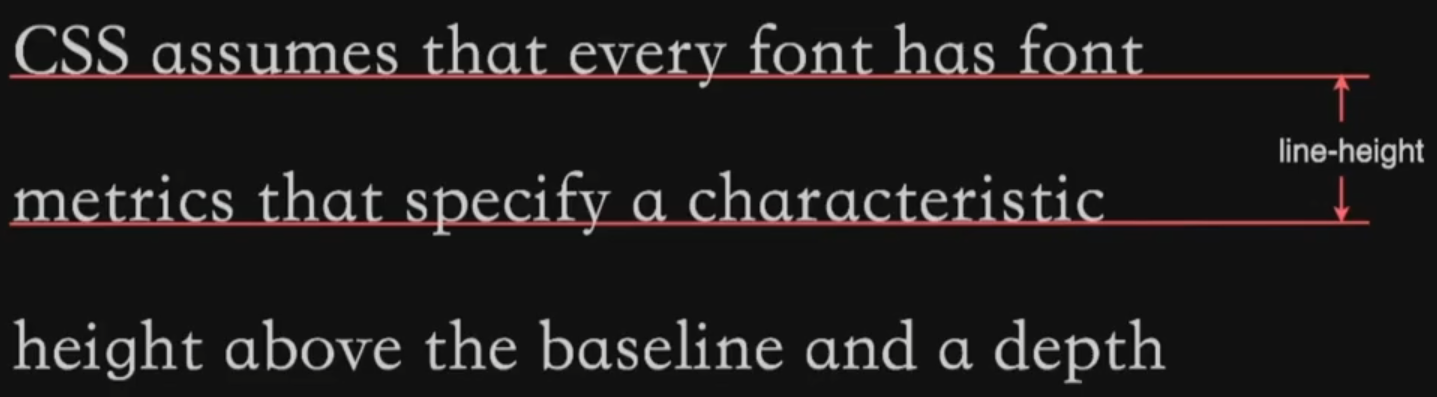 CSS assumes that every font has font
line-height
metrics that specify a characteristic
height above the baseline and a depth